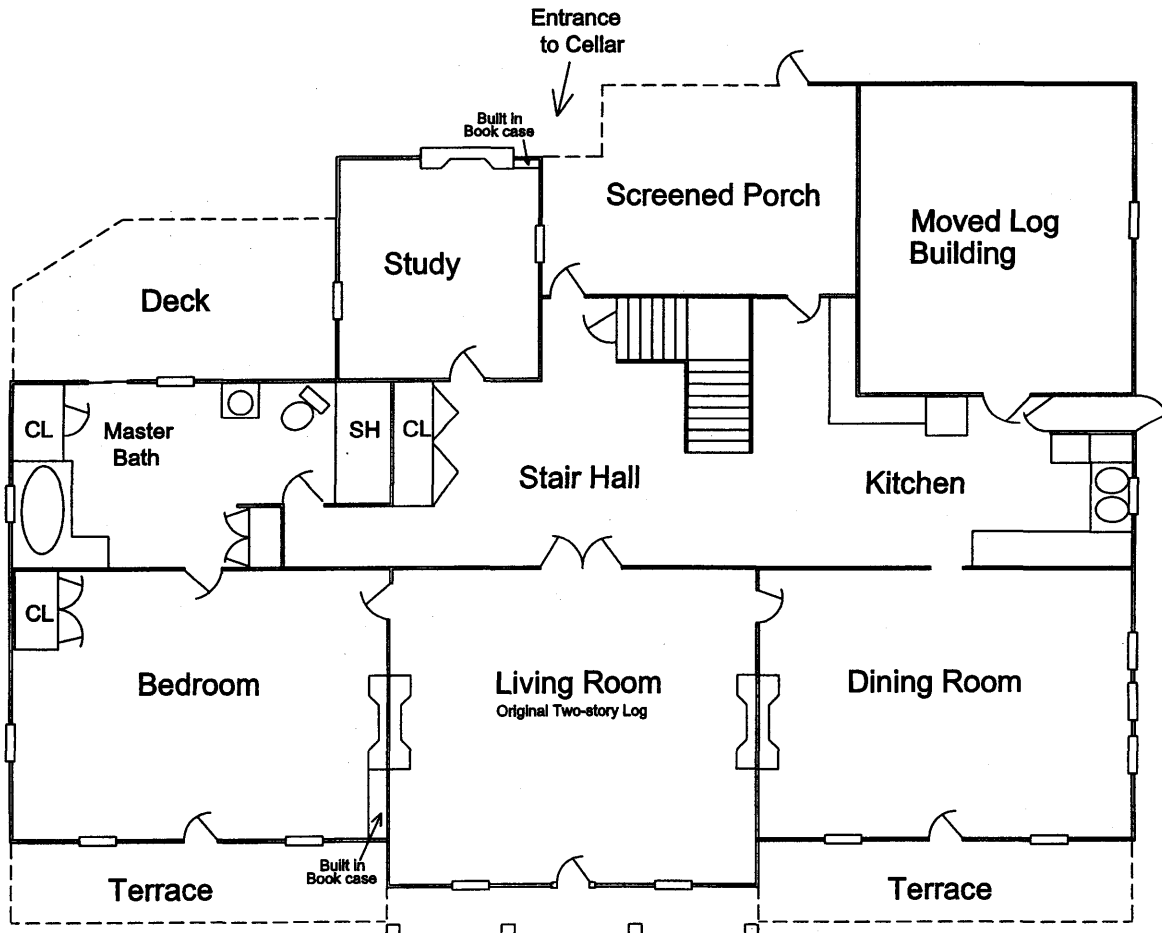 Entrance
to Cellar
Built in
Book case
Screened Porch
Moved Log
Building
Study
Deck
CL
Master
Bath
SH
CL
Stair Hall
Kitchen
CL
Bedroom
Living Room
Original Two-story Log
Dining Room
Built in
Book case
Terrace
Terrace